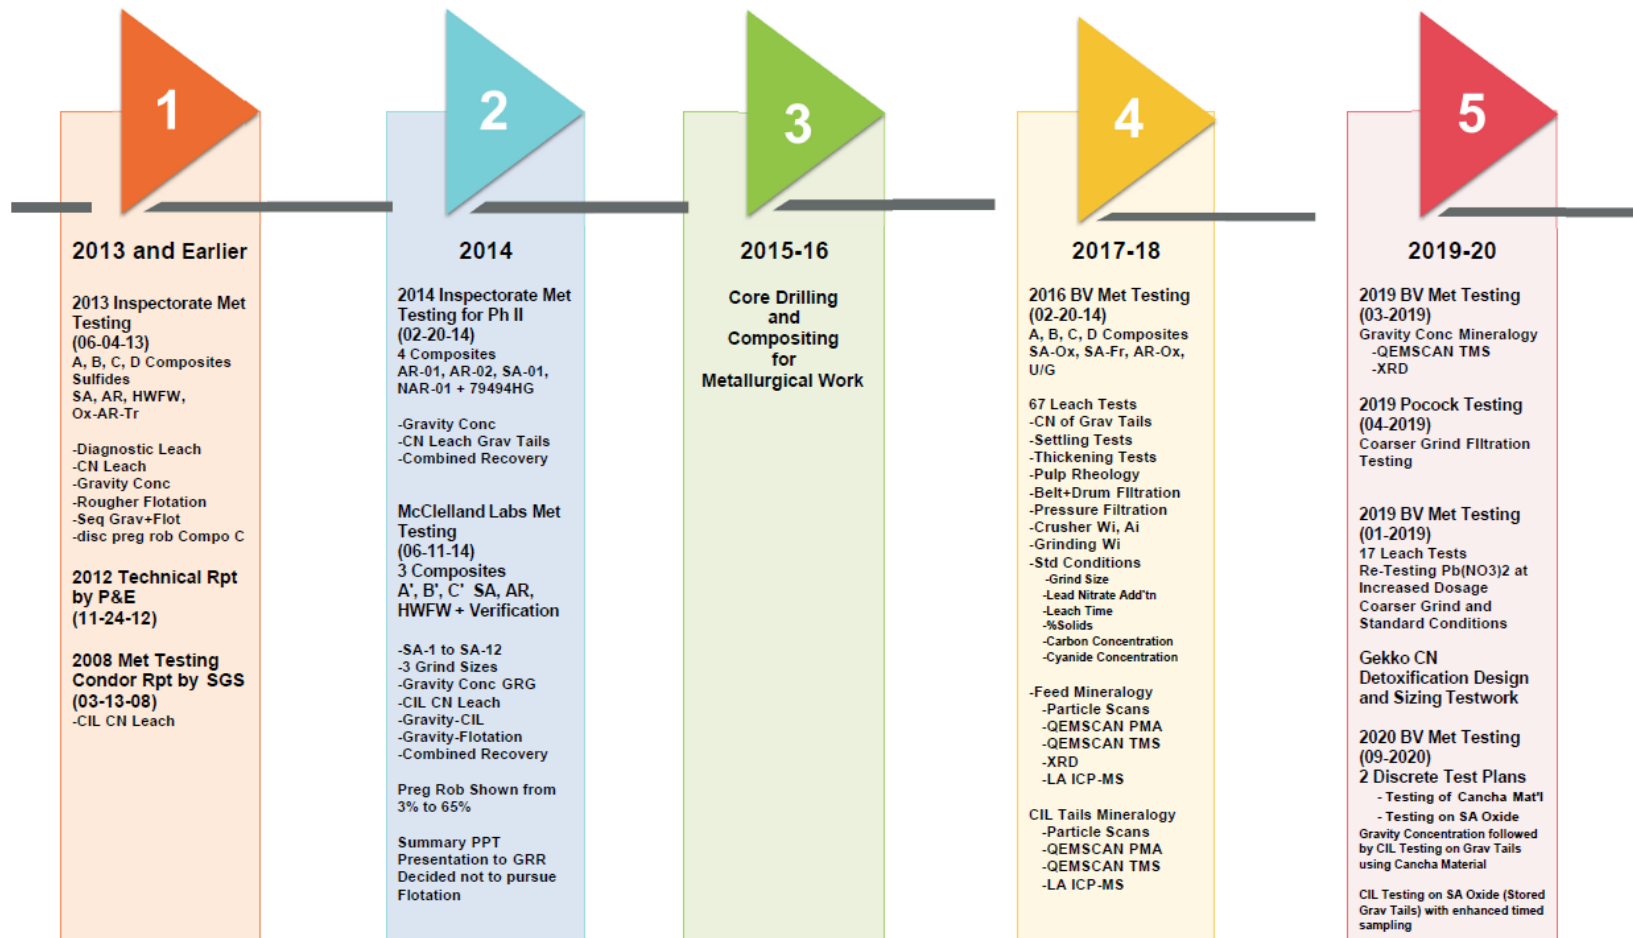 1
2013 and Earlier
2013 Inspectorate Met
Testing
(06-04-13)
A, B, C, D Composites
Sulfides
SA, AR, HWFW,
Ox-AR-Tr
-Diagnostic Leach
-CN Leach
-Gravity Conc
-Rougher Flotation
-Seq Grav+Flot
-disc preg rob Compo C
2012 Technical Rpt
by P&E
(11-24-12)
2008 Met Testing
Condor Rpt by SGS
(03-13-08)
-CIL CN Leach
2
2014
2014 Inspectorate Met
Testing for Ph II
(02-20-14)
4 Composites
AR-01, AR-02, SA-01,
NAR-01 + 79494HG
-Gravity Conc
-CN Leach Grav Tails
-Combined Recovery
McClelland Labs Met
Testing
(06-11-14)
3 Composites
A', B', C' SA, AR,
HWFW + Verification
-SA-1 to SA-12
-3 Grind Sizes
-Gravity Conc GRG
-CIL CN Leach
-Gravity-CIL
-Gravity-Flotation
-Combined Recovery
Preg Rob Shown from
3% to 65%
Summary PPT
Presentation to GRR
Decided not to pursue
Flotation
3
2015-16
Core Drilling
and
Compositing
for
Metallurgical Work
4
2017-18
2016 BV Met Testing
(02-20-14)
A, B, C, D Composites
SA-Ox, SA-Fr, AR-Ox,
U/G
67 Leach Tests
-CN of Grav Tails
-Settling Tests
-Thickening Tests
-Pulp Rheology
-Belt+Drum FIltration
-Pressure Filtration
-Crusher Wi, Ai
-Grinding Wi
-Std Conditions
-Grind Size
-Lead Nitrate Add'tn
-Leach Time
-%Solids
-Carbon Concentration
-Cyanide Concentration
-Feed Mineralogy
-Particle Scans
-QEMSCAN PMA
-QEMSCAN TMS
-XRD
-LA ICP-MS
CIL Tails Mineralogy
-Particle Scans
-QEMSCAN PMA
-QEMSCAN TMS
-LA ICP-MS
5
2019-20
2019 BV Met Testing
(03-2019)
Gravity Conc Mineralogy
-QEMSCAN TMS
-XRD
2019 Pocock Testing
(04-2019)
Coarser Grind FIltration
Testing
2019 BV Met Testing
(01-2019)
17 Leach Tests
Re-Testing Pb(NO3)2 at
Increased Dosage
Coarser Grind and
Standard Conditions
Gekko CN
Detoxification Design
and Sizing Testwork
2020 BV Met Testing
(09-2020)
2 Discrete Test Plans
- Testing of Cancha Mat'l
- Testing on SA Oxide
Gravity Concentration followed
by CIL Testing on Grav Tails
using Cancha Material
CIL Testing on SA Oxide (Stored
Grav Tails) with enhanced timed
sampling